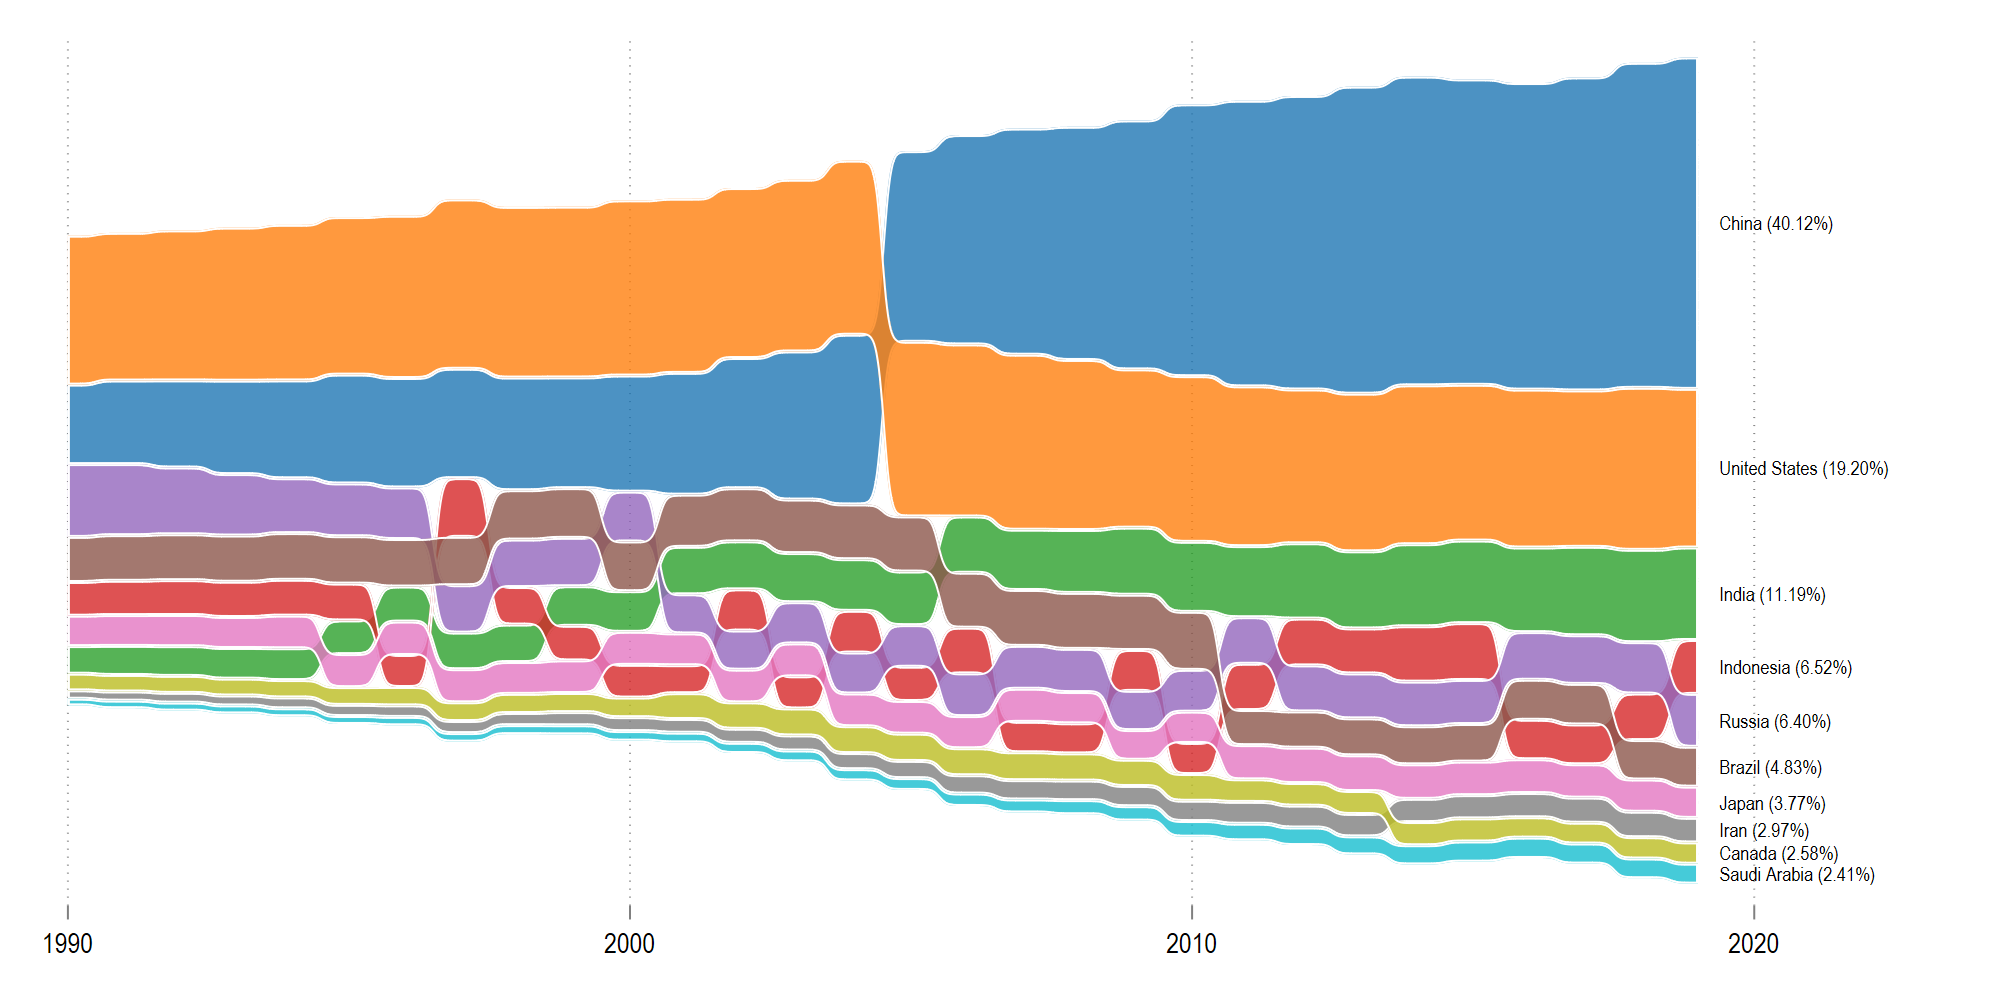 China (40.12%)
United States (19.20%)
India (11.19%)
Indonesia (6.52%)
Russia (6.40%)
Brazil (4.83%)
Japan (3.77%)
Iran (2.97%)
Canada (2.58%)
Saudi Arabia (2.41%)
1990 2000 2010 2020